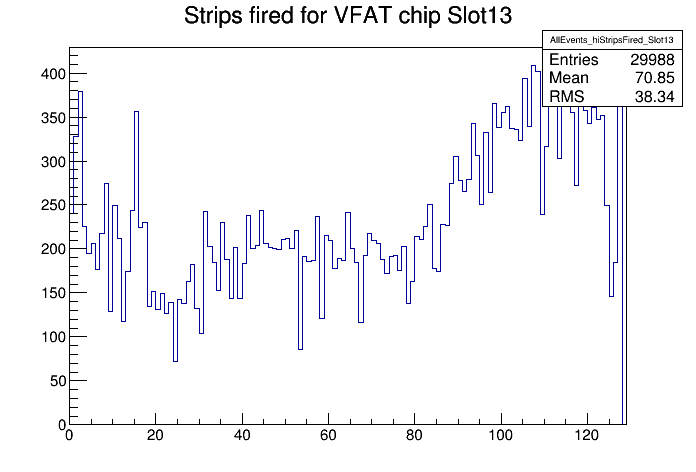 Strips fired for VFAT chip Slot13
AllEvents_hiStripsFired_Slot13
Entries 29988
Mean 70.85
RMS 38.34
400
350
300
250
200
150
100
50
0
0 20 40 60 80 100 120